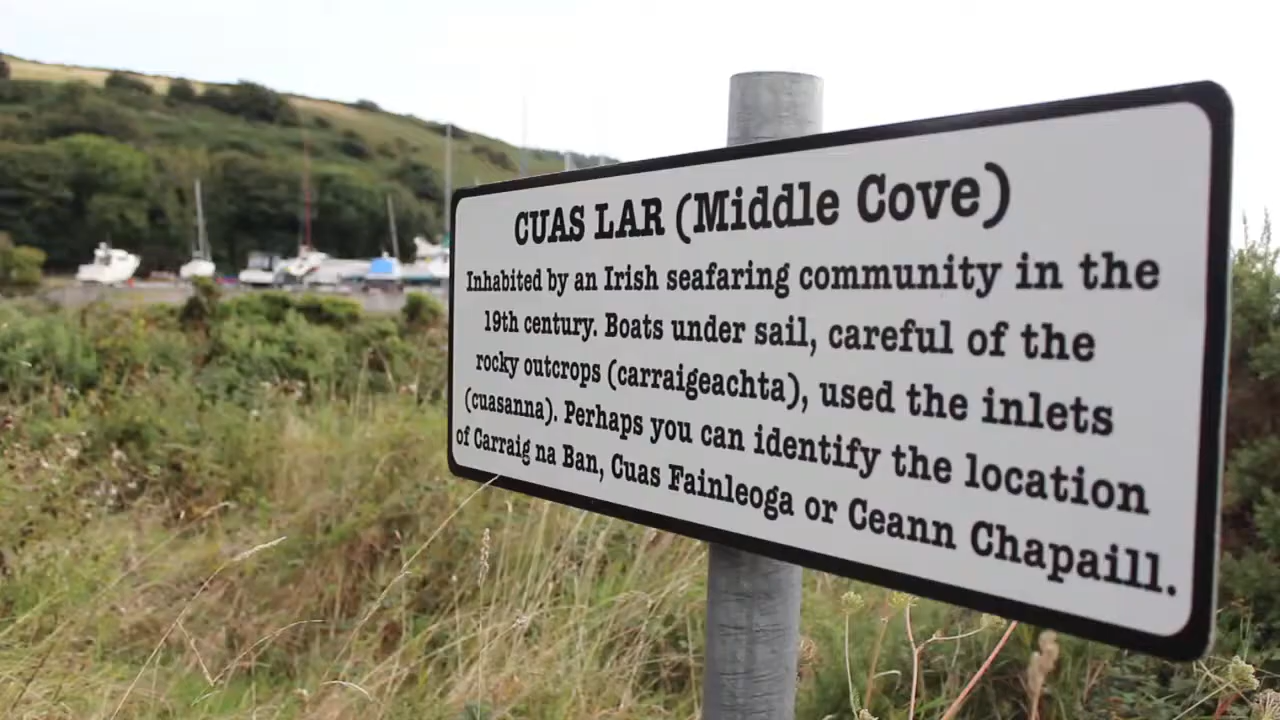 CUAS LAR (Middle Cove)
Inhabited by an Irish seafaring community in the
19th century. Boats under sail, careful of the
rocky outcrops (carraigeachta), used the inlets
(cuasanna). Perhaps you can identify the location
of Carraig na Ban, Cuas Fainleoga or Ceann Chapaill.